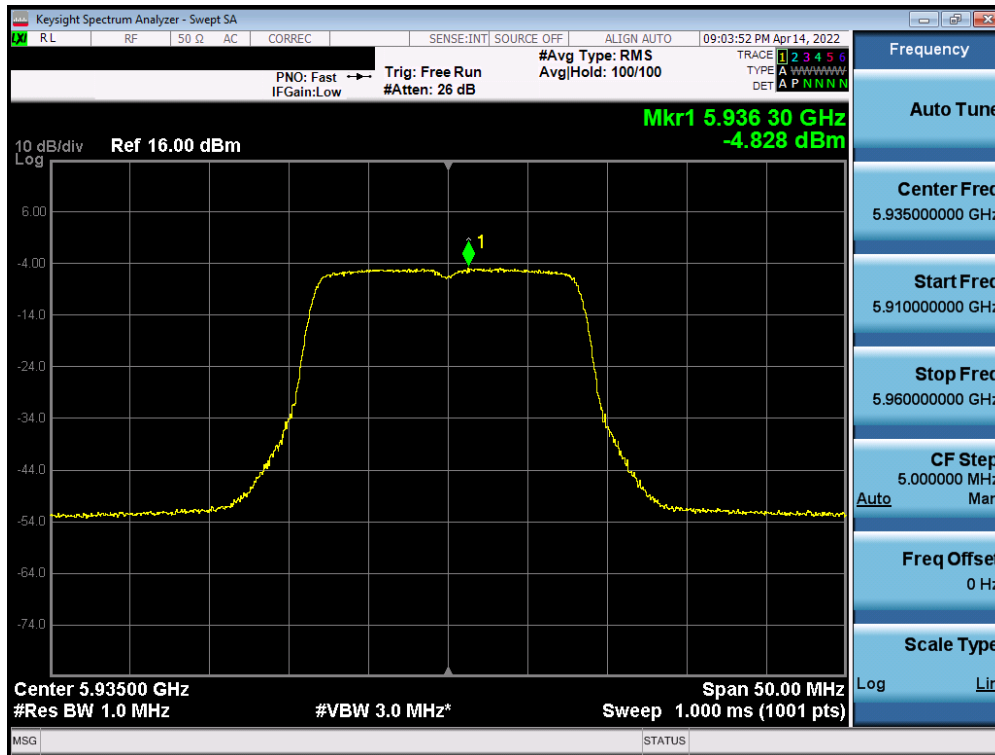 Keysight Spectrum Analyzer - Swept SA
LXI RL RF 50 Ω AC CORREC SENSE:INT SOURCE OFF ALIGN AUTO 09:03:52 PM Apr 14, 2022
PNO: Fast
IFGain:Low
Trig: Free Run
#Atten: 26 dB
#Avg Type: RMS
Avg|Hold: 100/100
TRACE 1 2 3 4 5 6
TYPE A WWWWW
DET A P N N N N
Mkr1 5.936 30 GHz
-4.828 dBm
10 dB/div
Log
Ref 16.00 dBm
1
6.00
-4.00
-14.0
-24.0
-34.0
-44.0
-54.0
-64.0
-74.0
Center 5.93500 GHz
#Res BW 1.0 MHz
#VBW 3.0 MHz*
Span 50.00 MHz
Sweep 1.000 ms (1001 pts)
MSG
STATUS
Frequency
Auto Tune
Center Freq
5.935000000 GHz
Start Freq
5.910000000 GHz
Stop Freq
5.960000000 GHz
CF Step
5.000000 MHz
Auto Man
Freq Offset
0 Hz
Scale Type
Log Lin